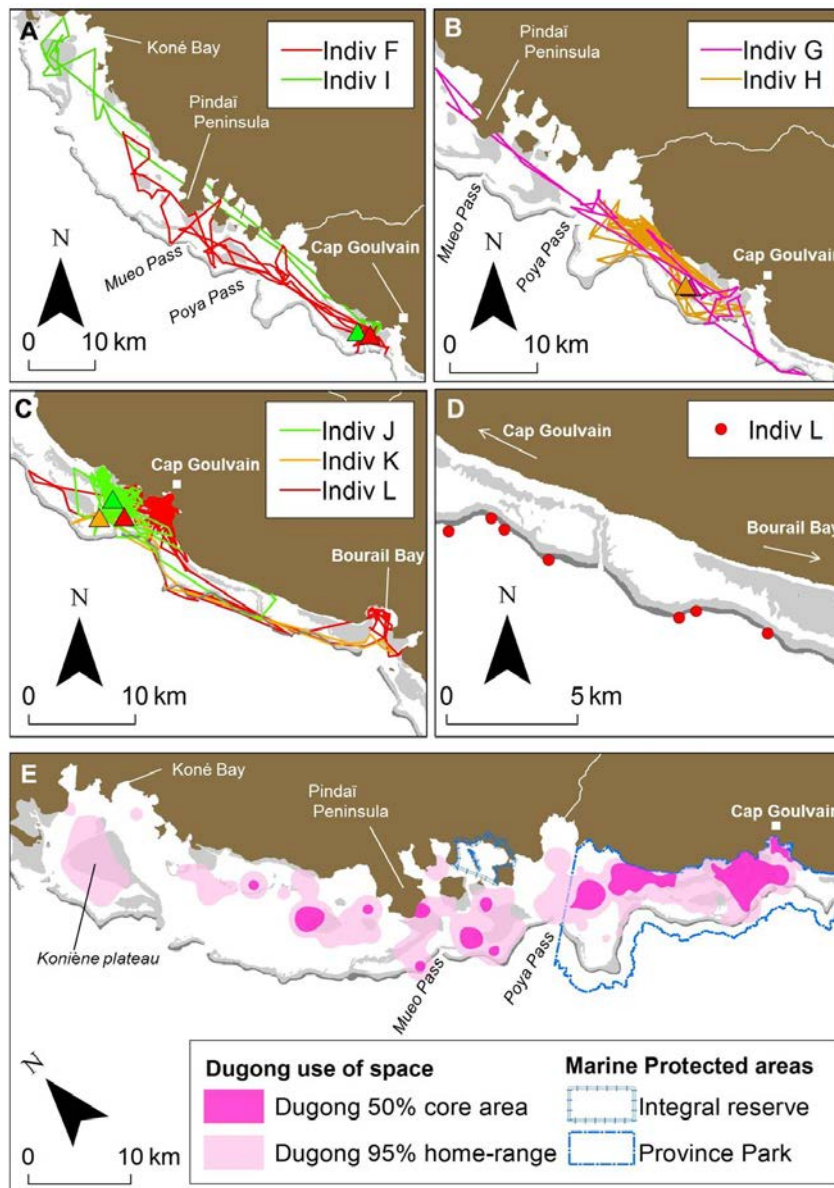 A
Koné Bay
Indiv F
Indiv I
Pindaï
Peninsula
Cap Goulvain
Mueo Pass
Poya Pass
N
0 10 km
B
Pindaï
Peninsula
Indiv G
Indiv H
Mueo Pass
Poya Pass
Cap Goulvain
N
0 10 km
C
Indiv J
Indiv K
Indiv L
Cap Goulvain
Bourail Bay
N
0 10 km
D
Indiv L
Cap Goulvain
Bourail Bay
N
0 5 km
E
Koné Bay
Pindaï
Peninsula
Cap Goulvain
Koniène plateau
Mueo Pass
Poya Pass
N
0 10 km
Dugong use of space
Dugong 50% core area
Dugong 95% home-range
Marine Protected areas
Integral reserve
Province Park